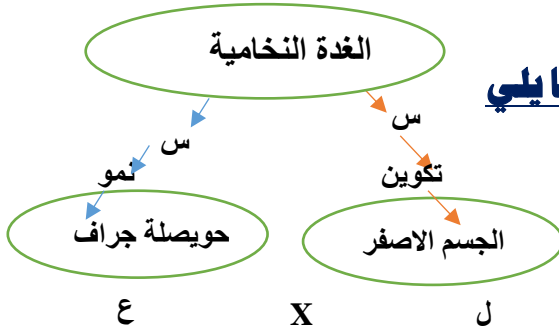 الغدة النخامية
ايلي
س
س
تكوين
نمو
الجسم الاصفر
حويصلة جراف
ل X ع